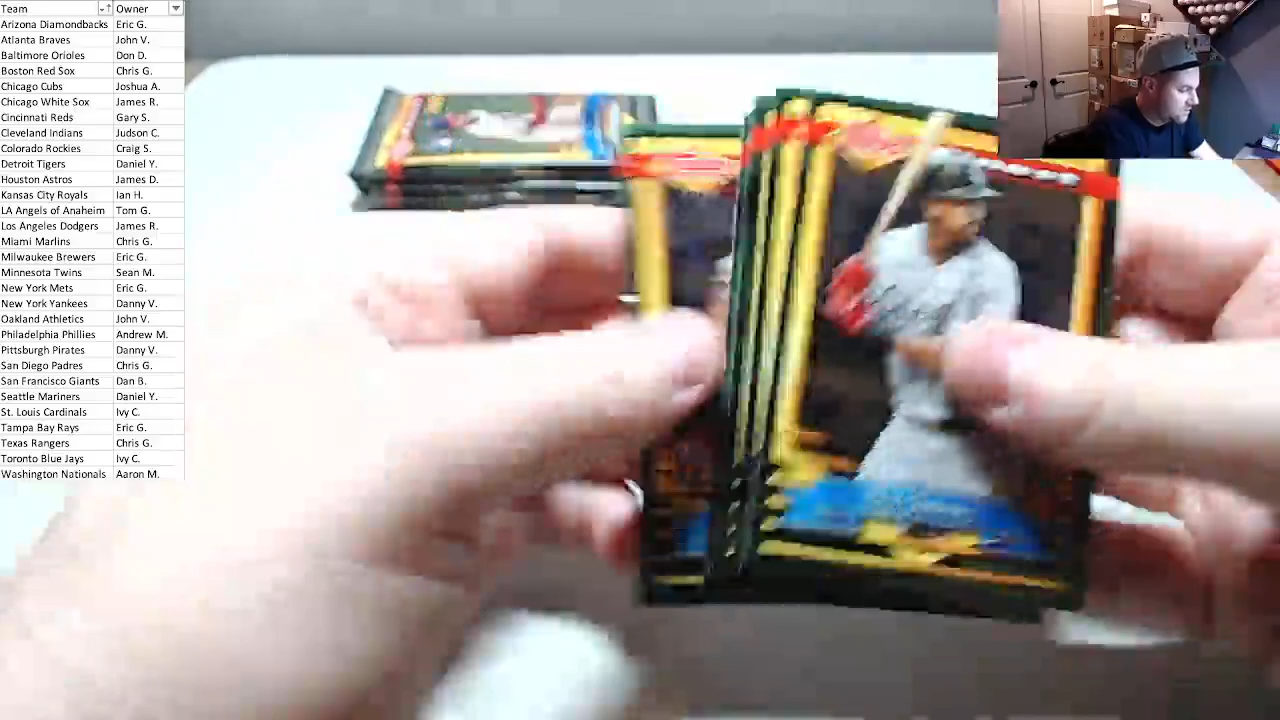 Team Owner
Arizona Diamondbacks Eric G.
Atlanta Braves John V.
Baltimore Orioles Don D.
Boston Red Sox Chris G.
Chicago Cubs Joshua A.
Chicago White Sox James R.
Cincinnati Reds Gary S.
Cleveland Indians Judson C.
Colorado Rockies Craig S.
Detroit Tigers Daniel Y.
Houston Astros James D.
Kansas City Royals Ian H.
LA Angels of Anaheim Tom G.
Los Angeles Dodgers James R.
Miami Marlins Chris G.
Milwaukee Brewers Eric G.
Minnesota Twins Sean M.
New York Mets Eric G.
New York Yankees Danny V.
Oakland Athletics John V.
Philadelphia Phillies Andrew M.
Pittsburgh Pirates Danny V.
San Diego Padres Chris G.
San Francisco Giants Dan B.
Seattle Mariners Daniel Y.
St. Louis Cardinals Ivy C.
Tampa Bay Rays Eric G.
Texas Rangers Chris G.
Toronto Blue Jays Ivy C.
Washington Nationals Aaron M.